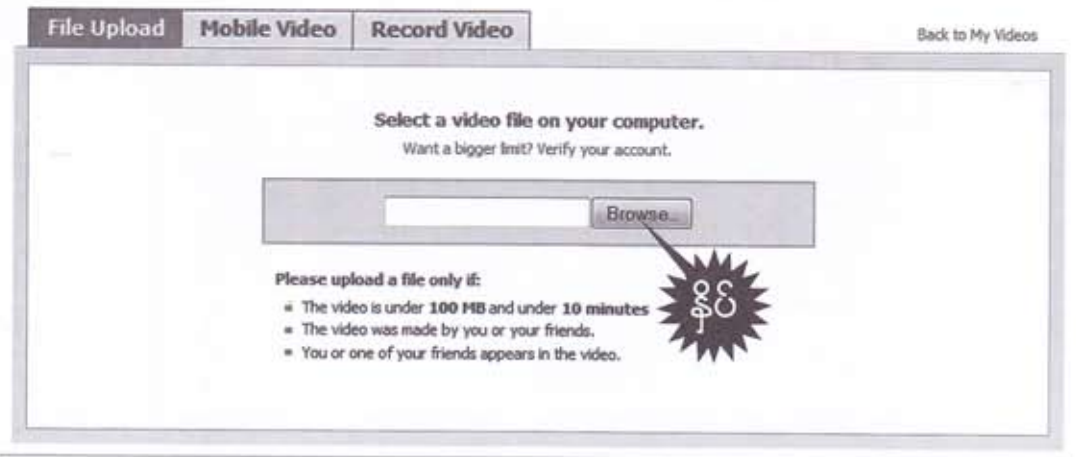 File Upload Mobile Video Record Video Back to My Videos
Select a video file on your computer.
Want a bigger limit? Verify your account.
Browse...
နှိပ်
Please upload a file only if:
The video is under 100 MB and under 10 minutes
The video was made by you or your friends.
You or one of your friends appears in the video.